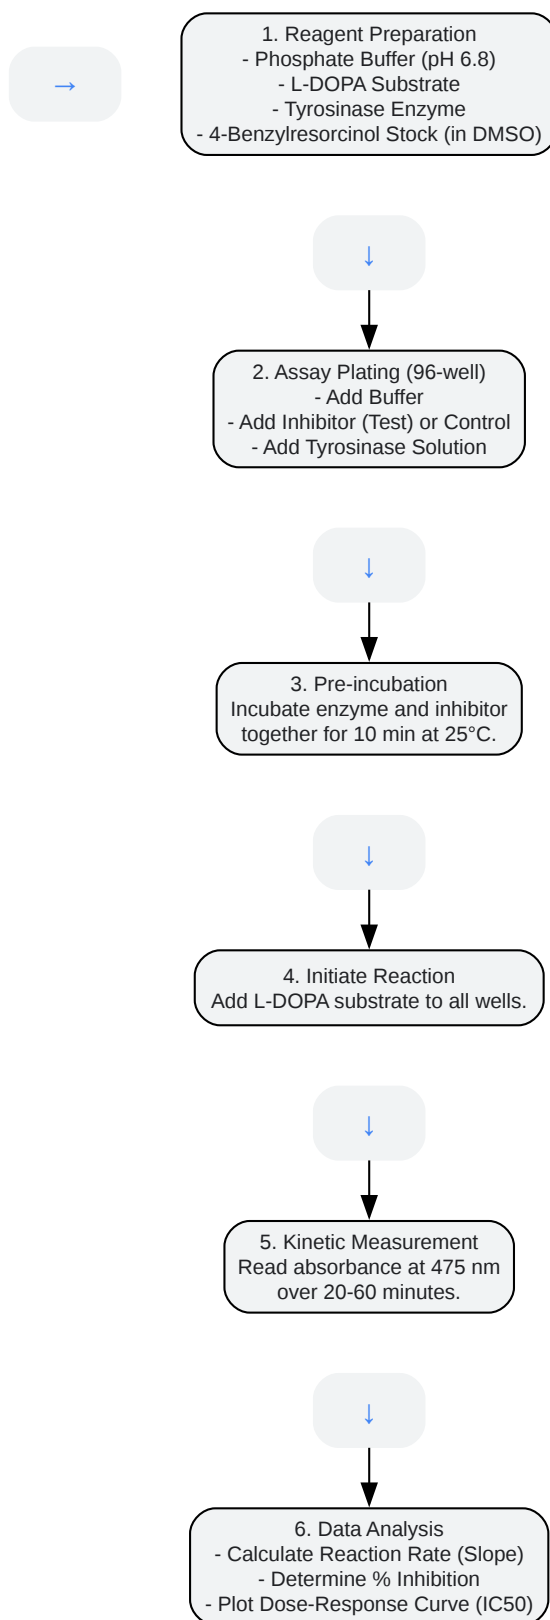 →
1. Reagent Preparation
- Phosphate Buffer (pH 6.8)
- L-DOPA Substrate
- Tyrosinase Enzyme
- 4-Benzylresorcinol Stock (in DMSO)
↓
2. Assay Plating (96-well)
- Add Buffer
- Add Inhibitor (Test) or Control
- Add Tyrosinase Solution
↓
3. Pre-incubation
Incubate enzyme and inhibitor
together for 10 min at 25°C.
↓
4. Initiate Reaction
Add L-DOPA substrate to all wells.
↓
5. Kinetic Measurement
Read absorbance at 475 nm
over 20-60 minutes.
↓
6. Data Analysis
- Calculate Reaction Rate (Slope)
- Determine % Inhibition
- Plot Dose-Response Curve (IC50)